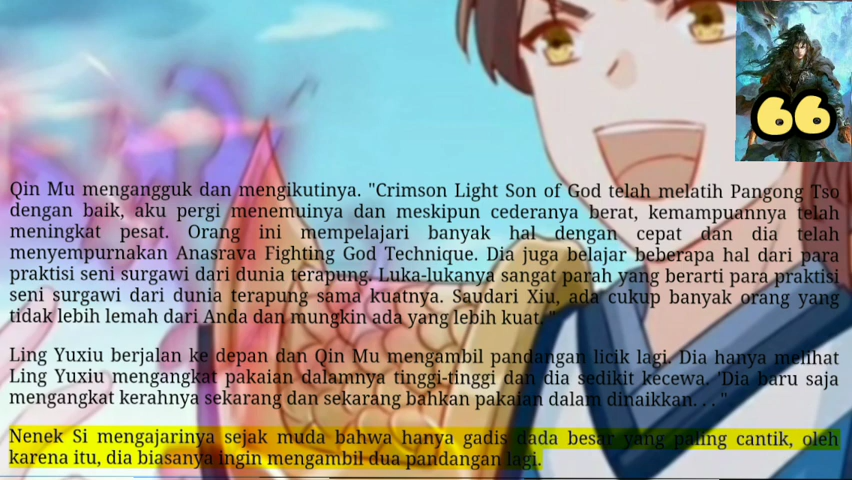 66
Qin Mu mengangguk dan mengikutinya. "Crimson Light Son of God telah melatih Pangong Tso
dengan baik, aku pergi menemuinya dan meskipun cederanya berat, kemampuannya telah
meningkat pesat. Orang ini mempelajari banyak hal dengan cepat dan dia telah
menyempurnakan Anasrava Fighting God Technique. Dia juga belajar beberapa hal dari para
praktisi seni surgawi dari dunia terapung. Luka-lukanya sangat parah yang berarti para praktisi
seni surgawi dari dunia terapung sama kuatnya. Saudari Xiu, ada cukup banyak orang yang
tidak lebih lemah dari Anda dan mungkin ada yang lebih kuat."
Ling Yuxiu berjalan ke depan dan Qin Mu mengambil pandangan licik lagi. Dia hanya melihat
Ling Yuxiu mengangkat pakaian dalamnya tinggi-tinggi dan dia sedikit kecewa. 'Dia baru saja
mengangkat kerahnya sekarang dan sekarang bahkan pakaian dalam dinaikkan. . . "
Nenek Si mengajarinya sejak muda bahwa hanya gadis dada besar yang paling cantik, oleh
karena itu, dia biasanya ingin mengambil dua pandangan lagi.